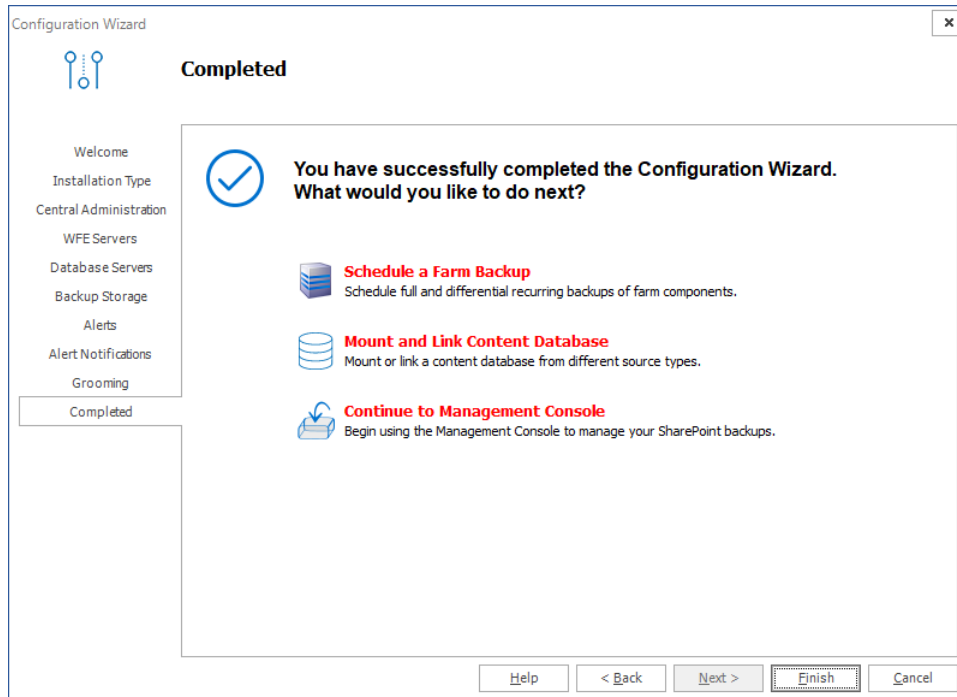 Configuration Wizard
Completed
Welcome
Installation Type
Central Administration
WFE Servers
Database Servers
Backup Storage
Alerts
Alert Notifications
Grooming
Completed
You have successfully completed the Configuration Wizard.
What would you like to do next?
Schedule a Farm Backup
Schedule full and differential recurring backups of farm components.
Mount and Link Content Database
Mount or link a content database from different source types.
Continue to Management Console
Begin using the Management Console to manage your SharePoint backups.
Help
< Back
Next >
Finish
Cancel